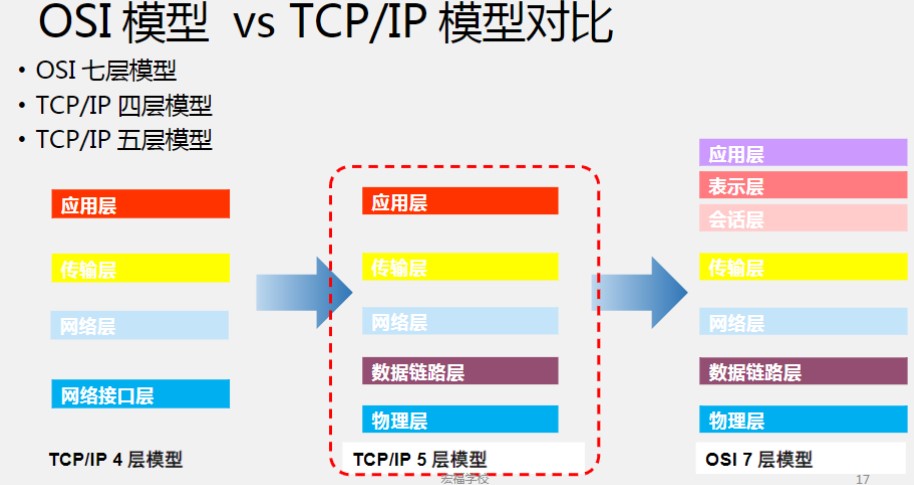 OSI 模型 vs TCP/IP 模型对比
• OSI 七层模型
• TCP/IP 四层模型
• TCP/IP 五层模型
应用层
传输层
网络层
网络接口层
TCP/IP 4 层模型
应用层
传输层
网络层
数据链路层
物理层
TCP/IP 5 层模型
应用层
表示层
会话层
传输层
网络层
数据链路层
物理层
OSI 7 层模型
宏福学校
17